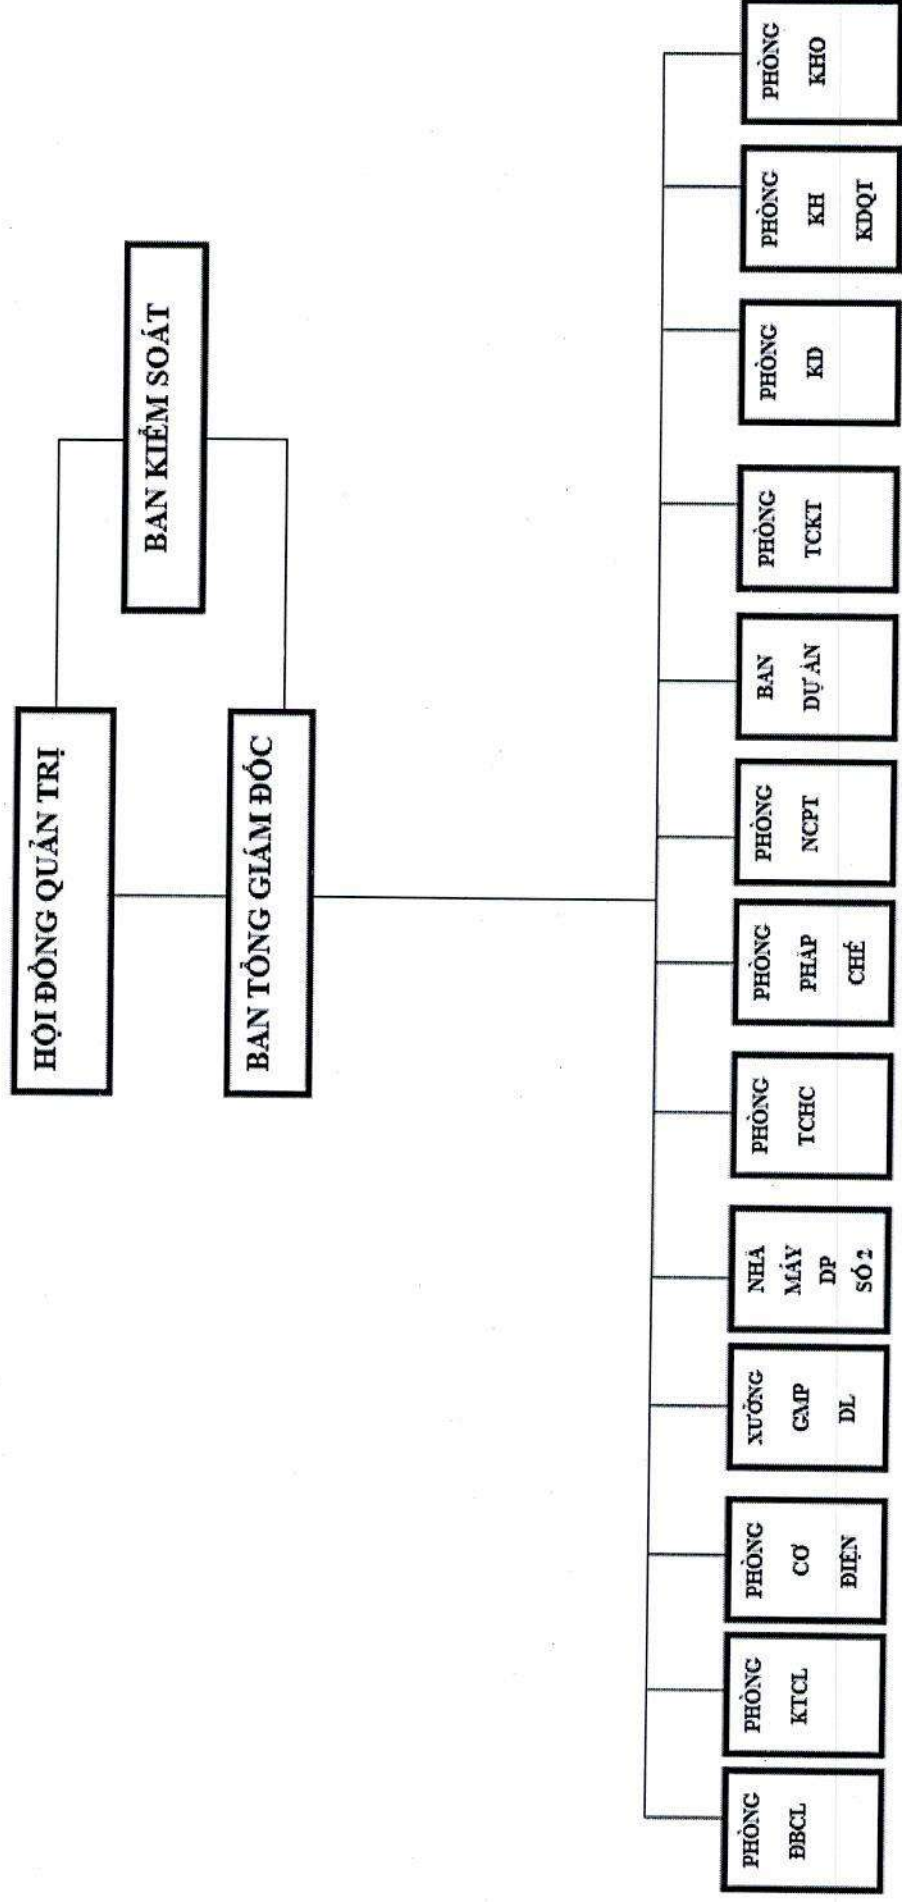 HỘI ĐỒNG QUẢN TRỊ
BAN KIỂM SOÁT
BAN TỔNG GIÁM ĐỐC
PHÒNG
ĐBCL
PHÒNG
KTCL
PHÒNG
CƠ
ĐIỆN
XƯỞNG
GMP
DL
NHÀ
MÁY
DP
SỐ 2
PHÒNG
TCHC
PHÒNG
PHÁP
CHẾ
PHÒNG
NCPT
BAN
DỰ ÁN
PHÒNG
TCKT
PHÒNG
KD
PHÒNG
KH
KDQT
PHÒNG
KHO